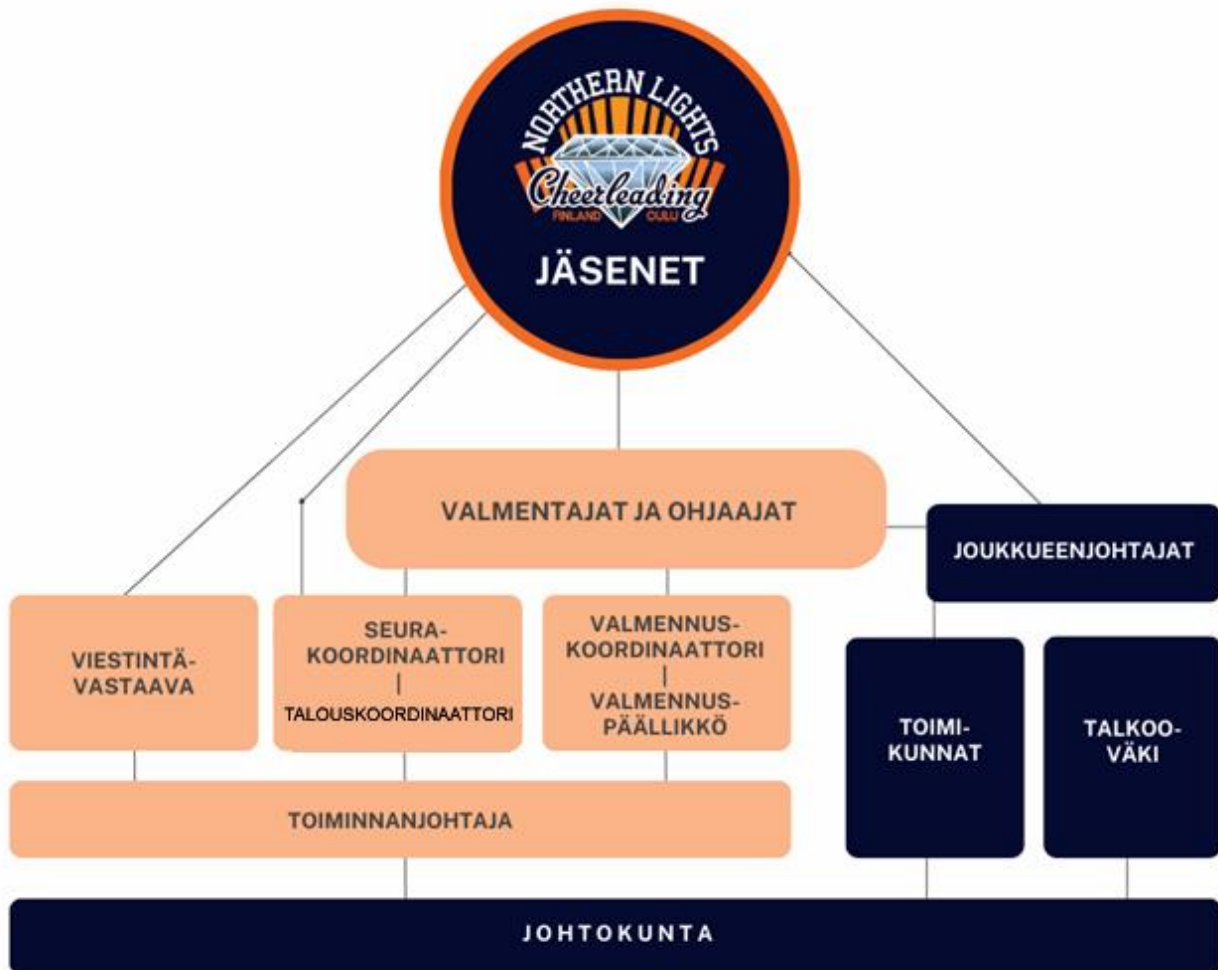 NORTHERN LIGHTS
Cheerleading
FINLAND OULU
JÄSENET
VALMENTAJAT JA OHJAAJAT
JOUKKUEENJOHTAJAT
VIESTINTÄ-
VASTAAVA
SEURA-
KOORDINAATTORI
|
TALOUSKOORDINAATTORI
VALMENNUS-
KOORDINAATTORI
|
VALMENNUS-
PÄÄLLIKKÖ
TOIMI-
KUNNAT
TALKOO-
VÄKI
TOIMINNANJOHTAJA
JOHTOKUNTA